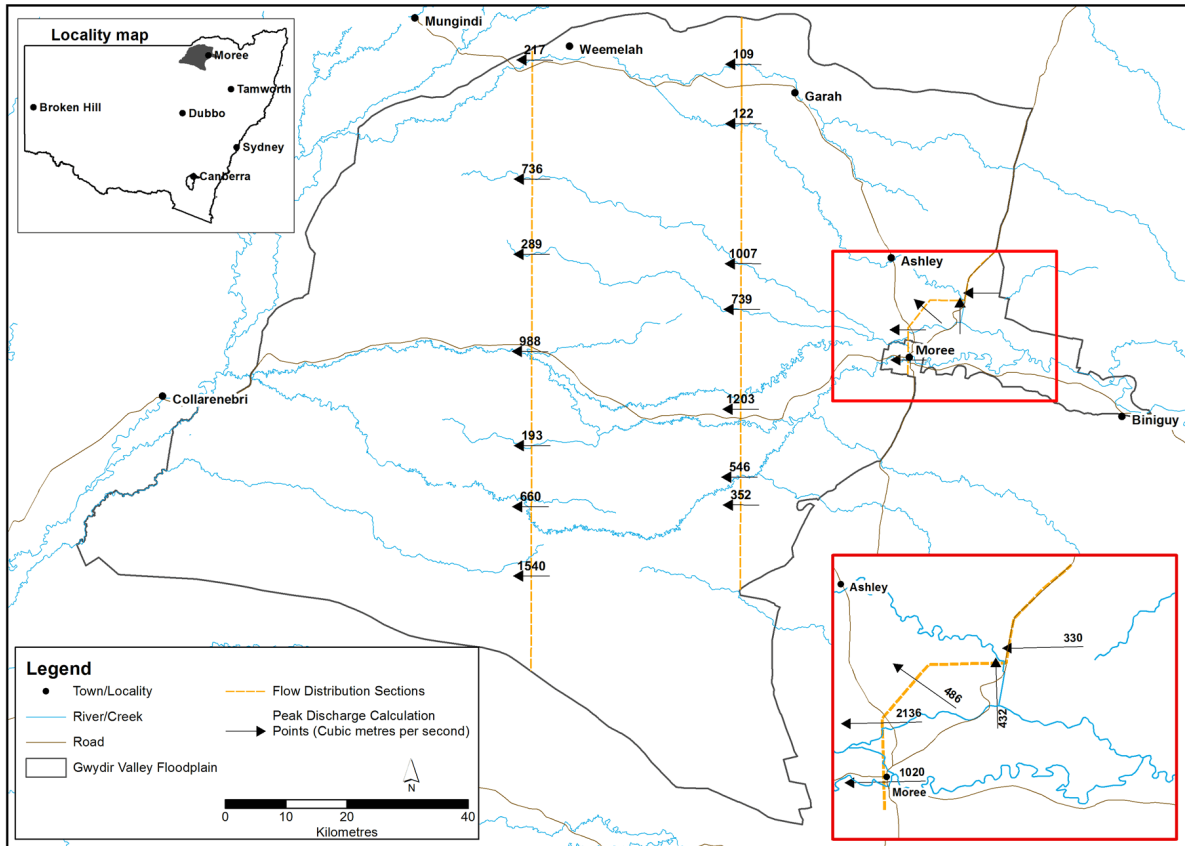 Locality map
Moree
Tamworth
Broken Hill
Dubbo
Sydney
Canberra
Mungindi
Weemelah
217
109
Garah
122
736
289
1007
Ashley
739
988
Moree
Collarenebri
1203
Biniguy
193
546
660
352
1540
Ashley
330
486
432
2136
1020
Moree
Legend
Town/Locality
River/Creek
Road
Gwydir Valley Floodplain
Flow Distribution Sections
Peak Discharge Calculation
Points (Cubic metres per second)
N
0 10 20 40
Kilometres